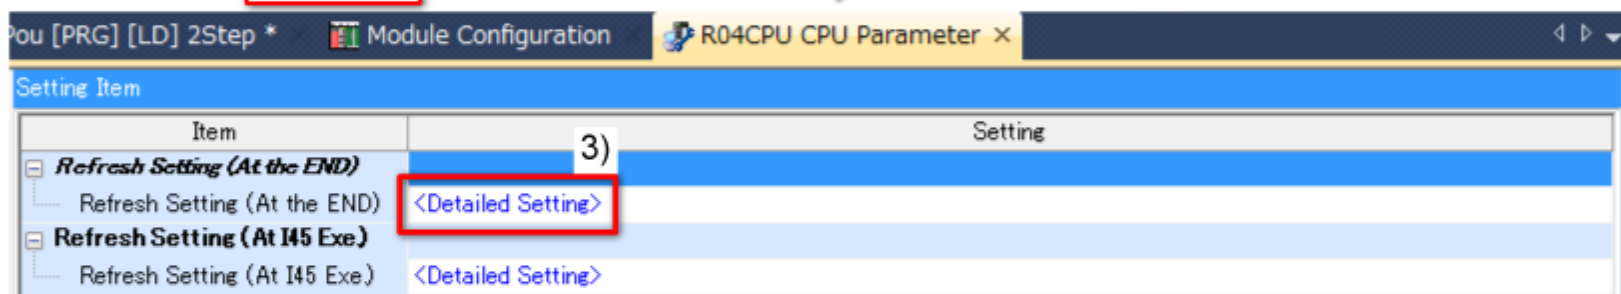 Pou [PRG] [LD] 2Step * Module Configuration R04CPU CPU Parameter
Setting Item
Item Setting
3)
Refresh Setting (At the END)
Refresh Setting (At the END) <Detailed Setting>
Refresh Setting (At I45 Exe.)
Refresh Setting (At I45 Exe.) <Detailed Setting>